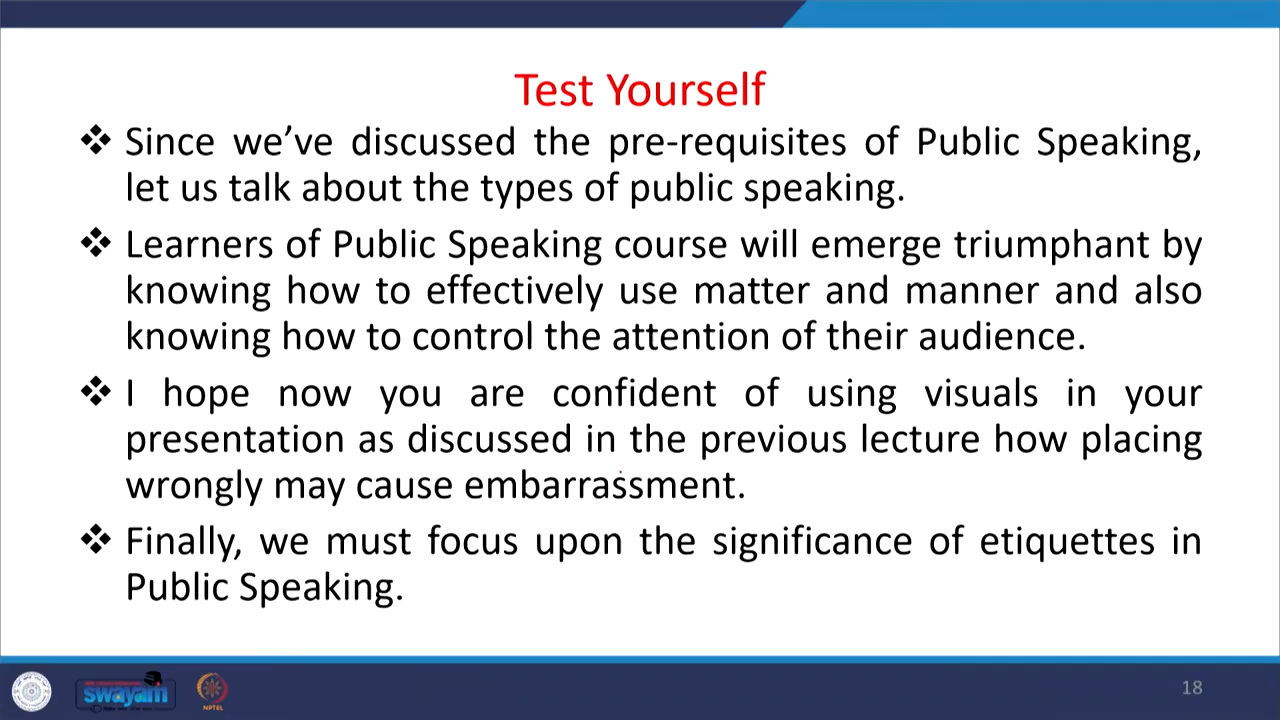 Test Yourself
❖ Since we’ve discussed the pre-requisites of Public Speaking,
let us talk about the types of public speaking.
❖ Learners of Public Speaking course will emerge triumphant by
knowing how to effectively use matter and manner and also
knowing how to control the attention of their audience.
❖ I hope now you are confident of using visuals in your
presentation as discussed in the previous lecture how placing
wrongly may cause embarrassment.
❖ Finally, we must focus upon the significance of etiquettes in
Public Speaking.
swayam
NPTEL
18